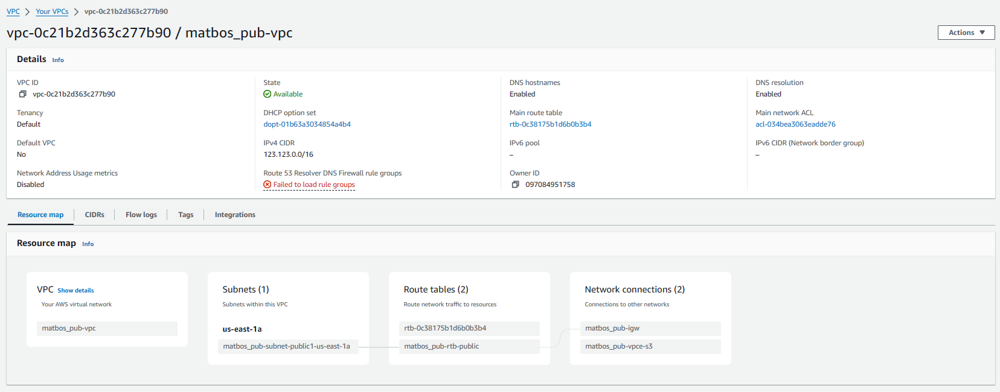 VPC > Your VPCs > vpc-0c21b2d363c277b90
vpc-0c21b2d363c277b90 / matbos_pub-vpc
Actions
Details Info
VPC ID
vpc-0c21b2d363c277b90
State
Available
DNS hostnames
Enabled
DNS resolution
Enabled
Tenancy
Default
DHCP option set
dopt-01b63a3034854a4b4
Main route table
rtb-0c38175b1d6b0b3b4
Main network ACL
acl-034bea3063eadde76
Default VPC
No
IPv4 CIDR
123.123.0.0/16
IPv6 pool
–
IPv6 CIDR (Network border group)
–
Network Address Usage metrics
Disabled
Route 53 Resolver DNS Firewall rule groups
Failed to load rule groups
Owner ID
097084951758
Resource map
CIDRs
Flow logs
Tags
Integrations
Resource map Info
VPC Show details
Your AWS virtual network
matbos_pub-vpc
Subnets (1)
Subnets within this VPC
us-east-1a
matbos_pub-subnet-public1-us-east-1a
Route tables (2)
Route network traffic to resources
rtb-0c38175b1d6b0b3b4
matbos_pub-rtb-public
Network connections (2)
Connections to other networks
matbos_pub-igw
matbos_pub-vpce-s3